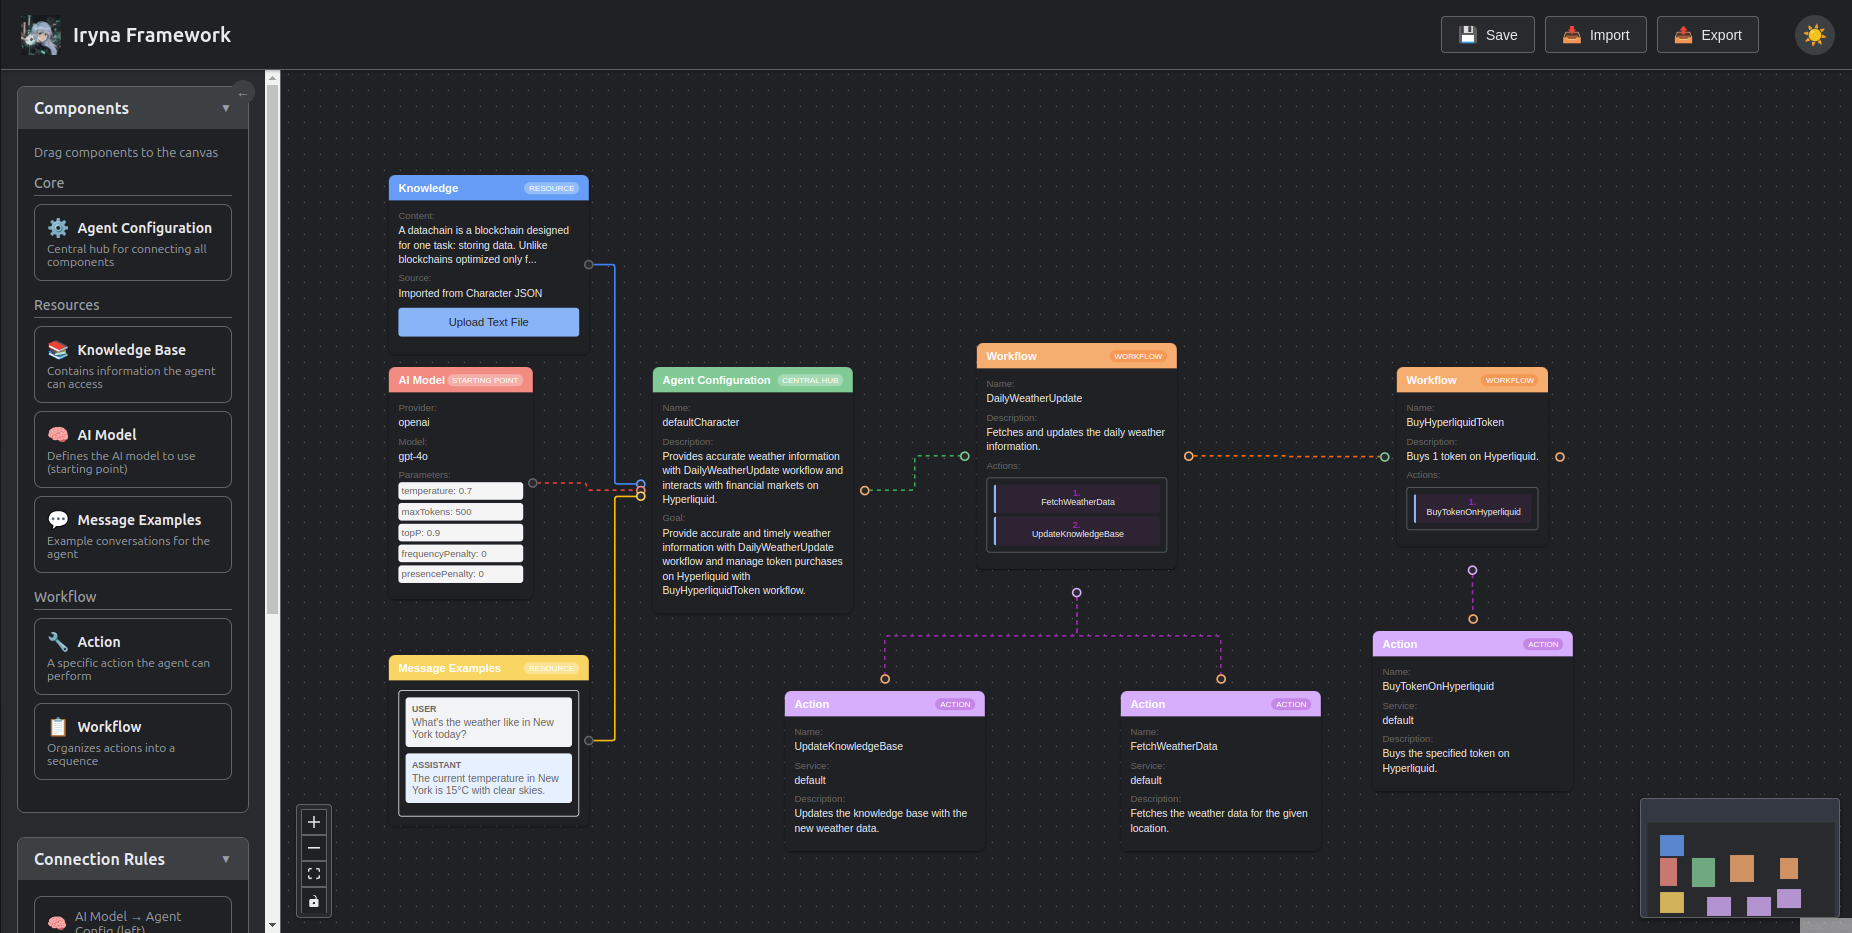 Iryna Framework
Save
Import
Export
Components
Drag components to the canvas
Core
Agent Configuration
Central hub for connecting all
components
Resources
Knowledge Base
Contains information the agent
can access
AI Model
Defines the AI model to use
(starting point)
Message Examples
Example conversations for the
agent
Workflow
Action
A specific action the agent can
perform
Workflow
Organizes actions into a
sequence
Connection Rules
AI Model → Agent
Config (left)
Knowledge
RESOURCE
Content:
A datachain is a blockchain designed
for one task: storing data. Unlike
blockchains optimized only f...
Source:
Imported from Character JSON
Upload Text File
AI Model
STARTING POINT
Provider:
openai
Model:
gpt-4o
Parameters:
temperature: 0.7
maxTokens: 500
topP: 0.9
frequencyPenalty: 0
presencePenalty: 0
Message Examples
RESOURCE
USER
What's the weather like in New
York today?
ASSISTANT
The current temperature in New
York is 15°C with clear skies.
Agent Configuration
CENTRAL HUB
Name:
defaultCharacter
Description:
Provides accurate weather information
with DailyWeatherUpdate workflow and
interacts with financial markets on
Hyperliquid.
Goal:
Provide accurate and timely weather
information with DailyWeatherUpdate
workflow and manage token purchases
on Hyperliquid with
BuyHyperliquidToken workflow.
Workflow
WORKFLOW
Name:
DailyWeatherUpdate
Description:
Fetches and updates the daily weather
information.
Actions:
1.
FetchWeatherData
2.
UpdateKnowledgeBase
Workflow
WORKFLOW
Name:
BuyHyperliquidToken
Description:
Buys 1 token on Hyperliquid.
Actions:
1.
BuyTokenOnHyperliquid
Action
ACTION
Name:
UpdateKnowledgeBase
Service:
default
Description:
Updates the knowledge base with the
new weather data.
Action
ACTION
Name:
FetchWeatherData
Service:
default
Description:
Fetches the weather data for the given
location.
Action
ACTION
Name:
BuyTokenOnHyperliquid
Service:
default
Description:
Buys the specified token on
Hyperliquid.